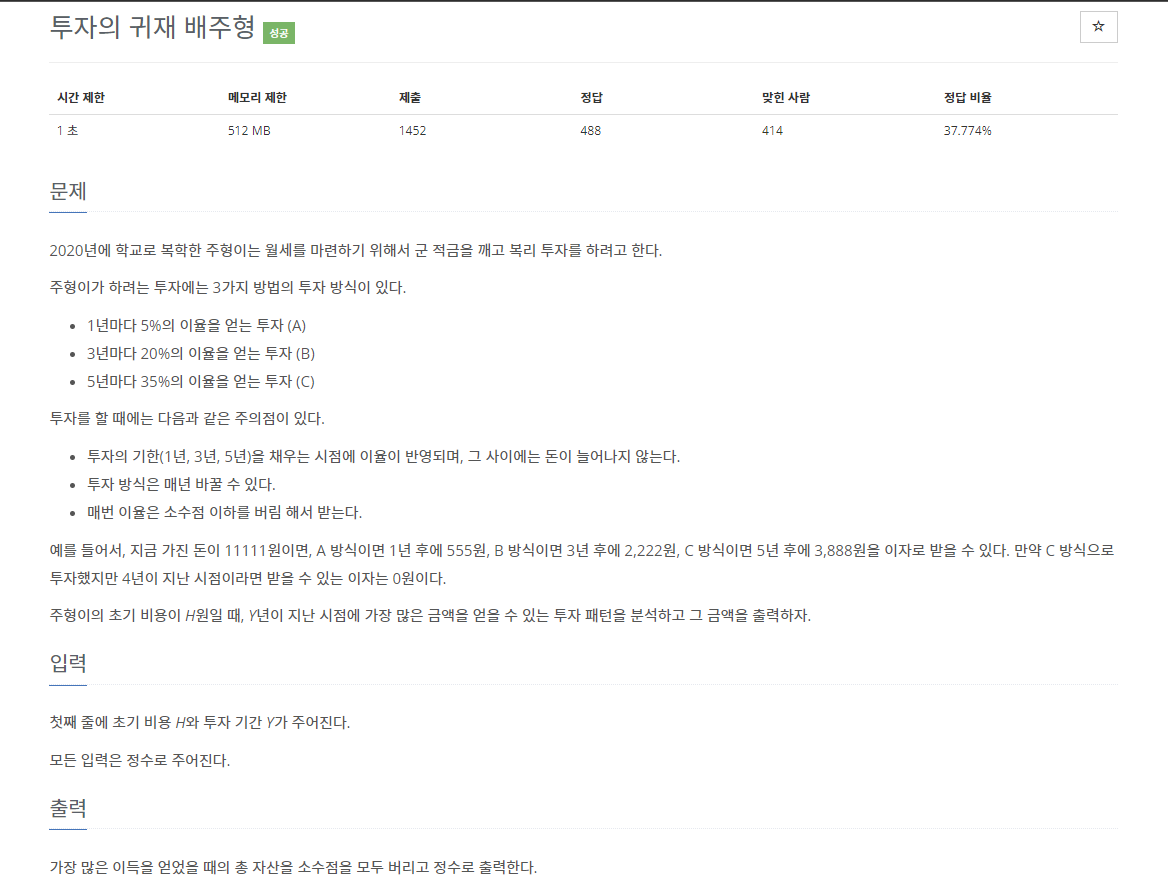 투자의 귀재 배주형 성공
☆
시간 제한 메모리 제한 제출 정답 맞힌 사람 정답 비율
1 초 512 MB 1452 488 414 37.774%
문제
2020년에 학교로 복학한 주형이는 월세를 마련하기 위해서 군 적금을 깨고 복리 투자를 하려고 한다.
주형이가 하려는 투자에는 3가지 방법의 투자 방식이 있다.
• 1년마다 5%의 이율을 얻는 투자 (A)
• 3년마다 20%의 이율을 얻는 투자 (B)
• 5년마다 35%의 이율을 얻는 투자 (C)
투자를 할 때에는 다음과 같은 주의점이 있다.
• 투자의 기한(1년, 3년, 5년)을 채우는 시점에 이율이 반영되며, 그 사이에는 돈이 늘어나지 않는다.
• 투자 방식은 매년 바꿀 수 있다.
• 매번 이율은 소수점 이하를 버림 해서 받는다.
예를 들어서, 지금 가진 돈이 11111원이면, A 방식이면 1년 후에 555원, B 방식이면 3년 후에 2,222원, C 방식이면 5년 후에 3,888원을 이자로 받을 수 있다. 만약 C 방식으로
투자했지만 4년이 지난 시점이라면 받을 수 있는 이자는 0원이다.
주형이의 초기 비용이 H원일 때, Y년이 지난 시점에 가장 많은 금액을 얻을 수 있는 투자 패턴을 분석하고 그 금액을 출력하자.
입력
첫째 줄에 초기 비용 H와 투자 기간 Y가 주어진다.
모든 입력은 정수로 주어진다.
출력
가장 많은 이득을 얻었을 때의 총 자산을 소수점을 모두 버리고 정수로 출력한다.